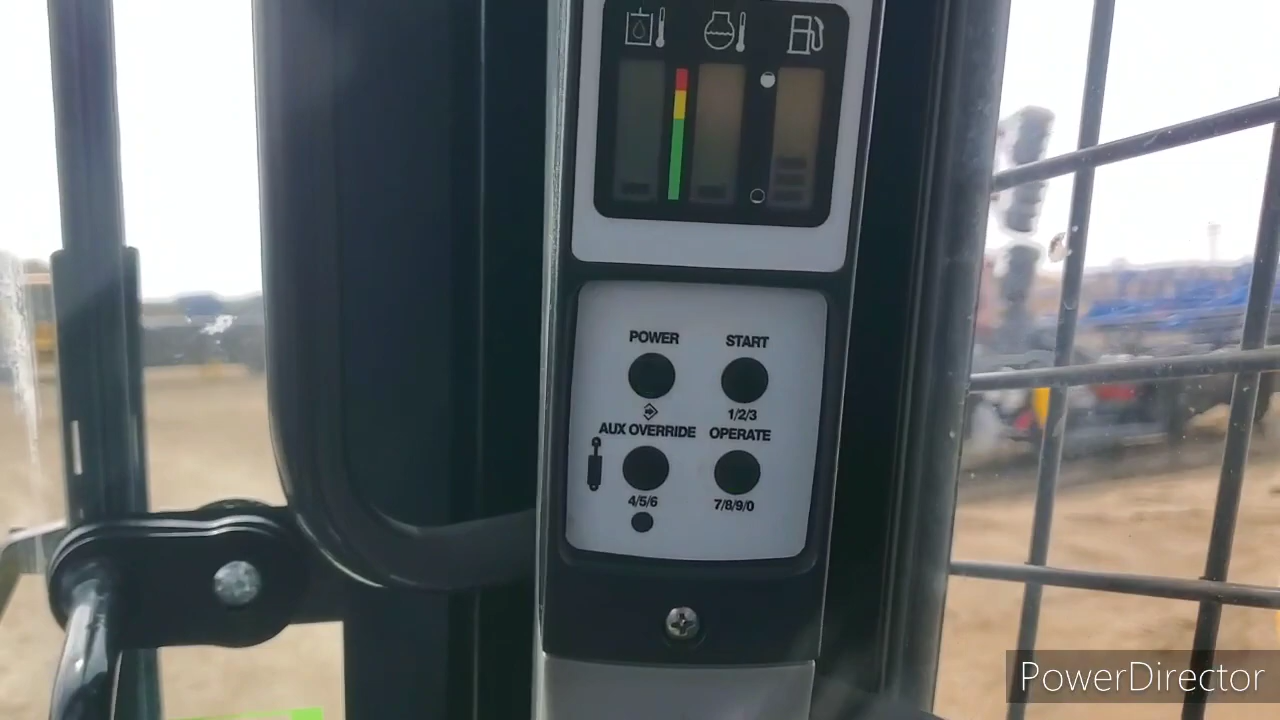 POWER START
1/2/3
AUX OVERRIDE OPERATE
4/5/6 7/8/9/0
PowerDirector